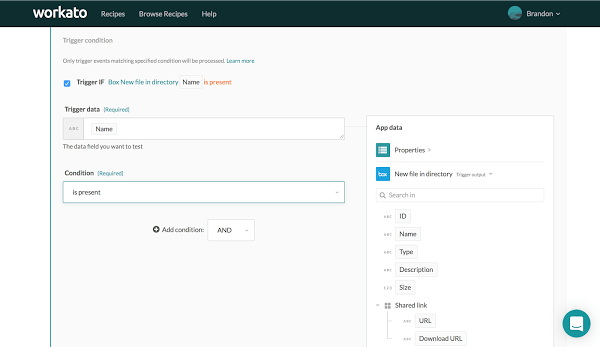 workato Recipes Browse Recipes Help Brandon
Trigger condition
Only trigger events matching specified condition will be processed. Learn more
Trigger IF Box New file in directory Name is present
Trigger data (Required)
ABC Name
The data field you want to test
Condition (Required)
is present
Add condition: AND
App data
Properties
box New file in directory Trigger output
Search in
ABC ID
ABC Name
ABC Type
ABC Description
123 Size
Shared link
ABC URL
ABC Download URL